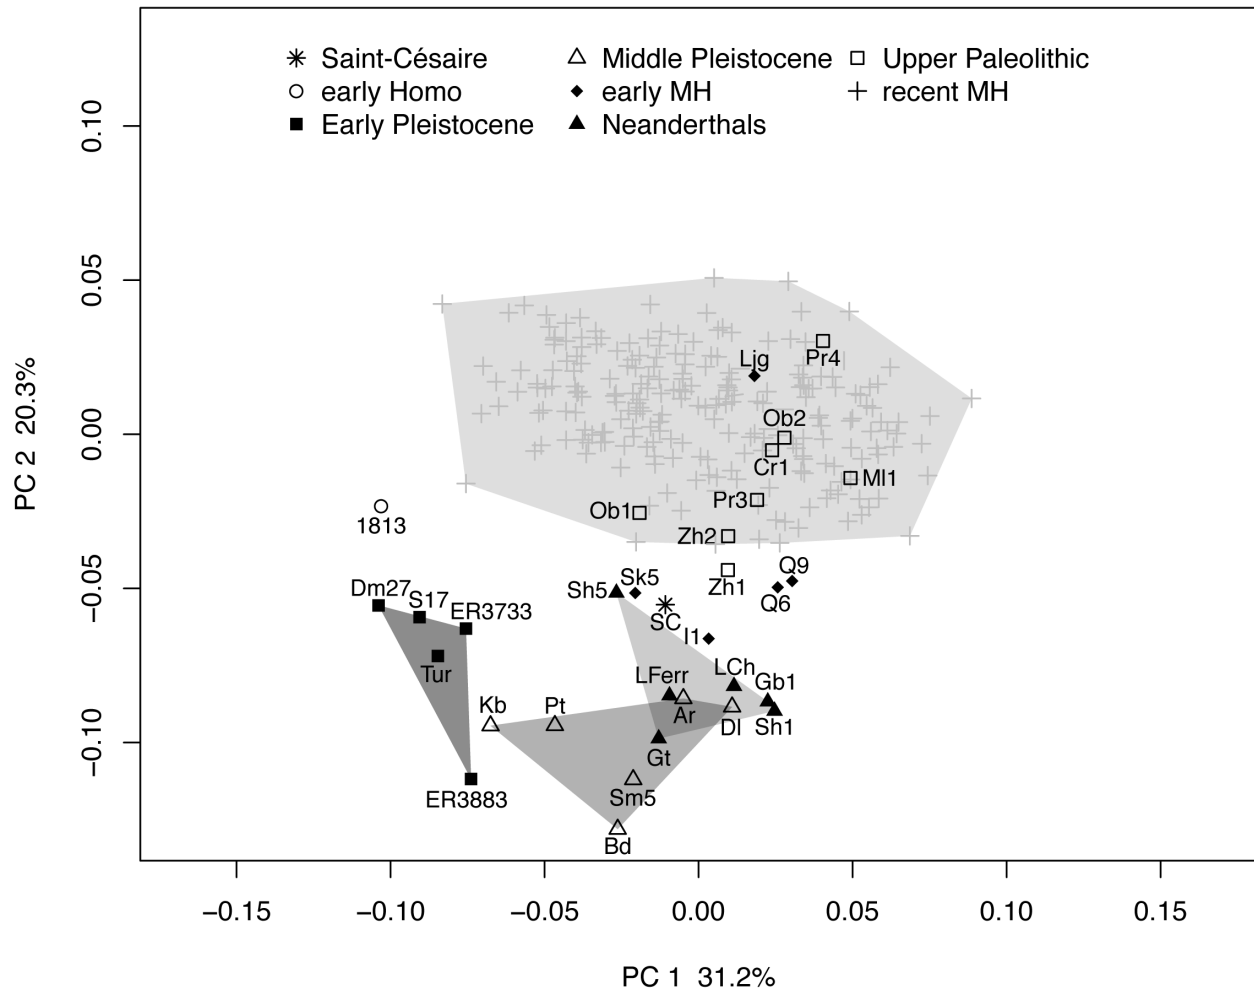 Saint-Césaire
Middle Pleistocene
Upper Paleolithic
early Homo
early MH
recent MH
Early Pleistocene
Neanderthals
PC 2 20.3%
0.10
0.05
0.00
−0.05
−0.10
Ljg
Pr4
Ob2
Cr1
Ml1
Pr3
Ob1
1813
Zh2
Q9
Zh1
Sk5
Sh5
Dm27
S17
ER3733
Q6
SC
I1
Tur
LFerr
LCh
Gb1
Kb
Pt
Ar
Dl
Sh1
Gt
ER3883
Sm5
Bd
−0.15
−0.10
−0.05
0.00
0.05
0.10
0.15
PC 1 31.2%